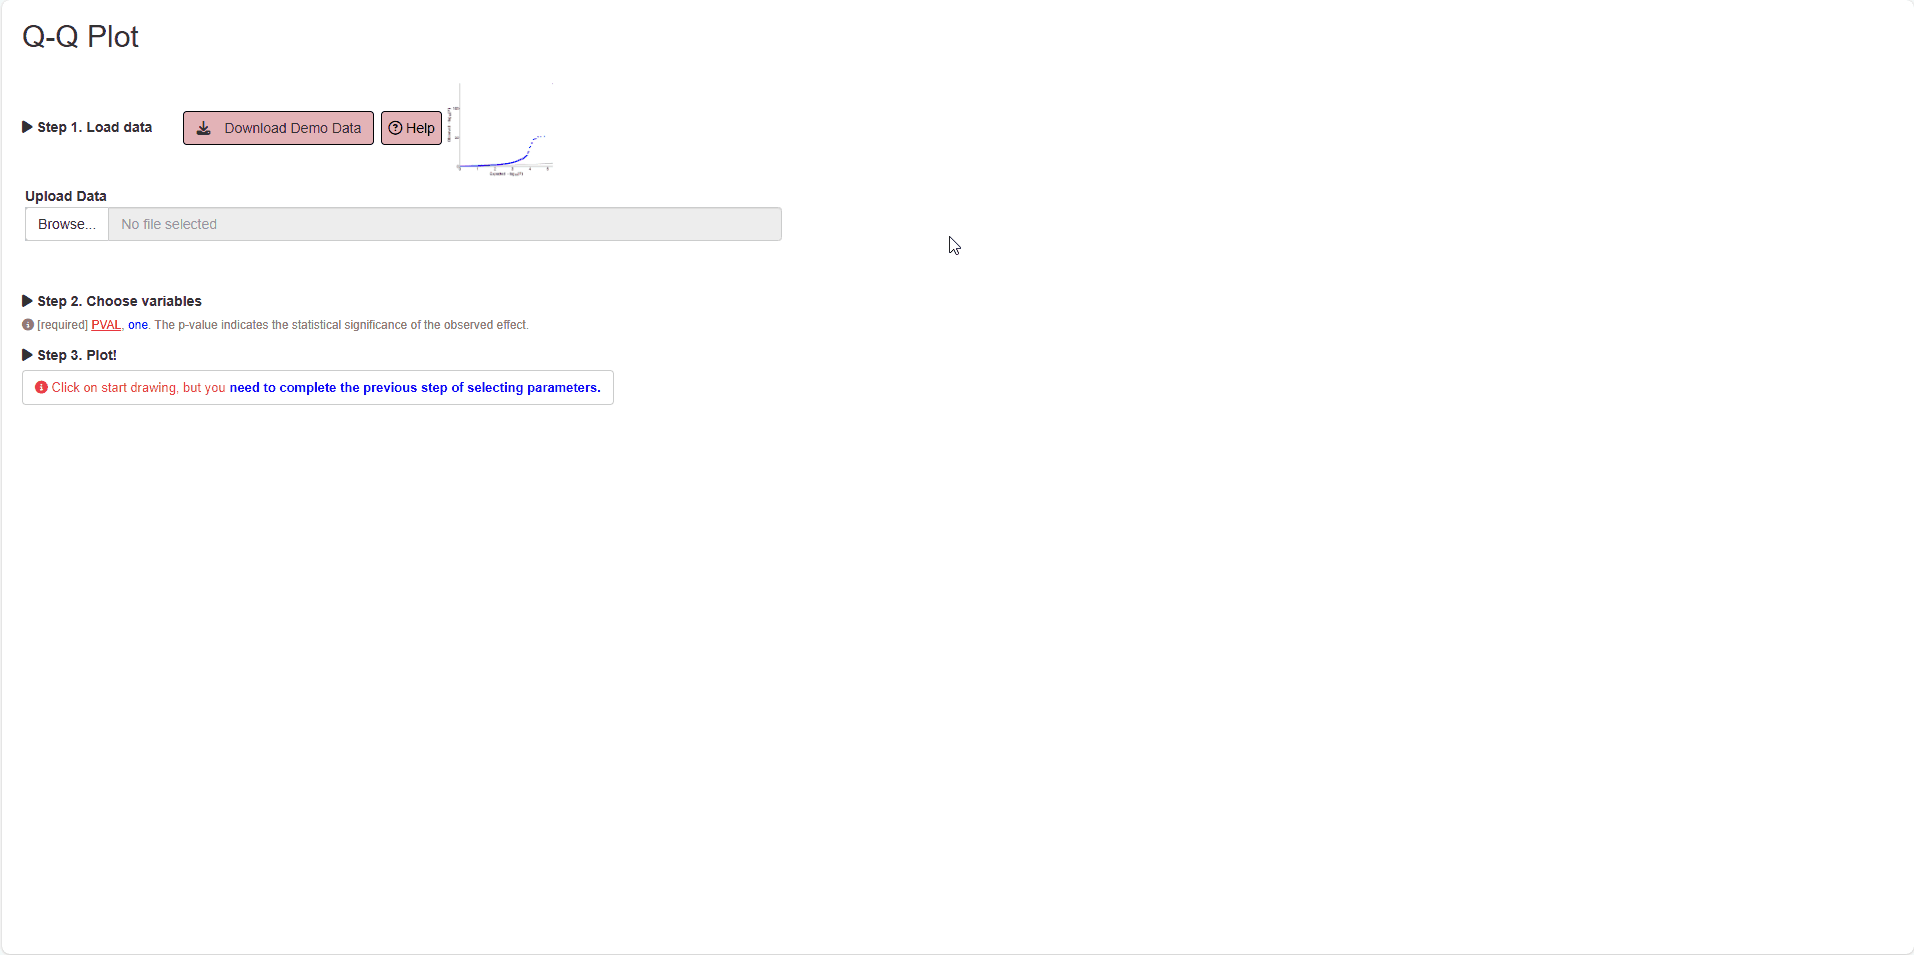 Q-Q Plot
Step 1. Load data
Download Demo Data
Help
Upload Data
Browse...
No file selected
Step 2. Choose variables
[required] PVAL, one. The p-value indicates the statistical significance of the observed effect.
Step 3. Plot!
Click on start drawing, but you need to complete the previous step of selecting parameters.